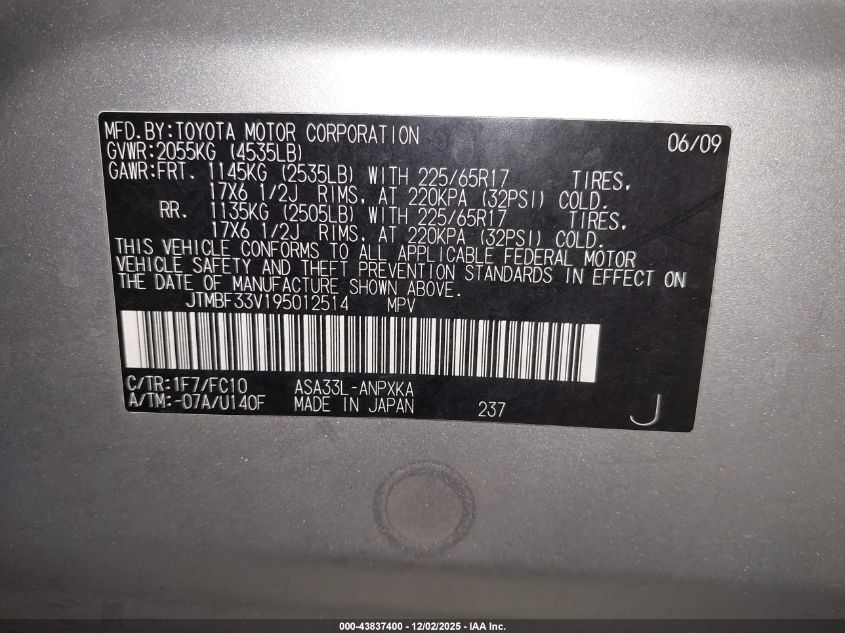 MFD.BY:TOYOTA MOTOR CORPORATION 06/09
GVWR:2055KG (4535LB)
GAWR:FRT. 1145KG (2535LB) WITH 225/65R17 TIRES,
17X6 1/2J RIMS, AT 220KPA (32PSI) COLD.
RR. 1135KG (2505LB) WITH 225/65R17 TIRES,
17X6 1/2J RIMS, AT 220KPA (32PSI) COLD.
THIS VEHICLE CONFORMS TO ALL APPLICABLE FEDERAL MOTOR
VEHICLE SAFETY AND THEFT PREVENTION STANDARDS IN EFFECT ON
THE DATE OF MANUFACTURE SHOWN ABOVE.
JTMBF33V195012514 MPV
C/TR:1F7/FC10 ASA33L-ANPXKA
A/TM:-07A/U140F MADE IN JAPAN 237 J
000-43837400 - 12/02/2025 - IAA Inc.